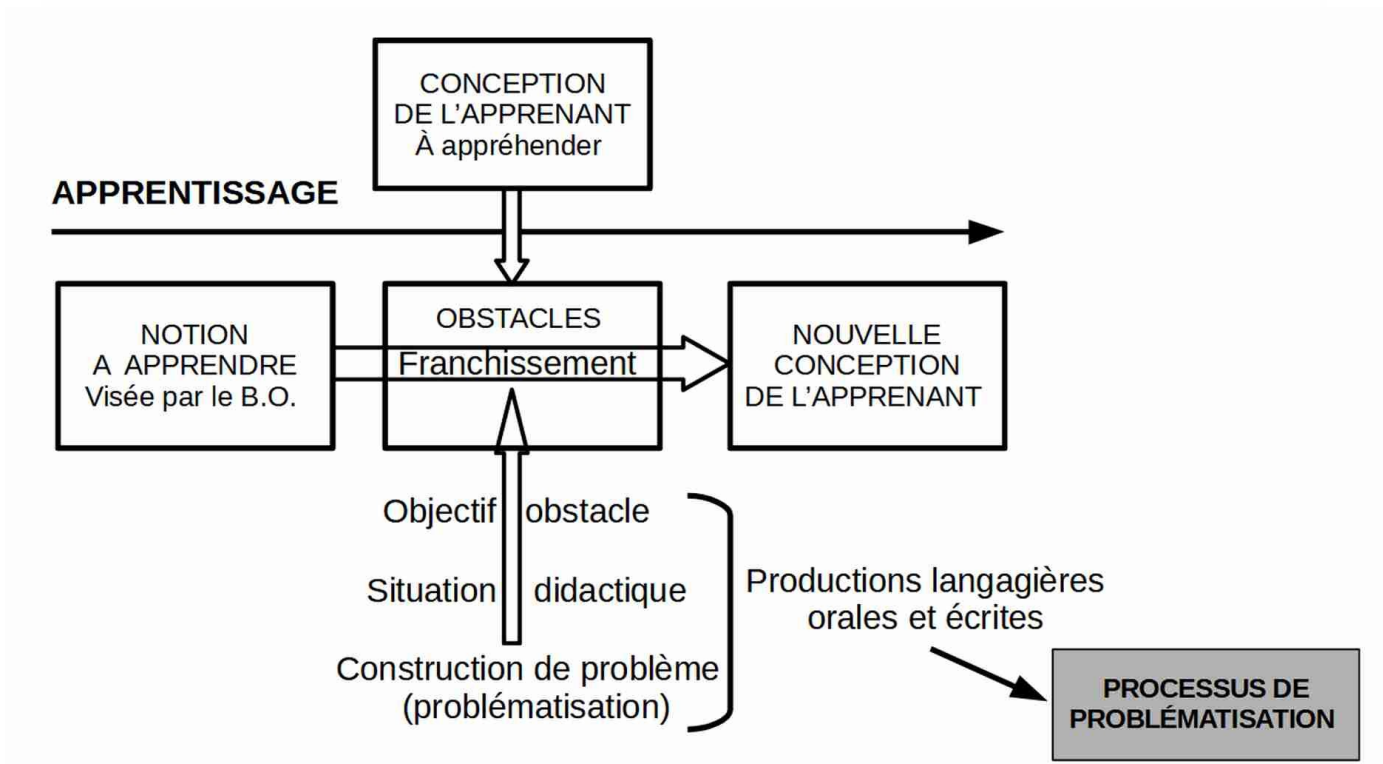 CONCEPTION
DE L’APPRENANT
À appréhender
APPRENTISSAGE
NOTION
A APPRENDRE
Visée par le B.O.
OBSTACLES
Franchissement
NOUVELLE
CONCEPTION
DE L’APPRENANT
Objectif obstacle
Situation didactique
Construction de problème
(problématisation)
Productions langagières
orales et écrites
PROCESSUS DE
PROBLÉMATISATION